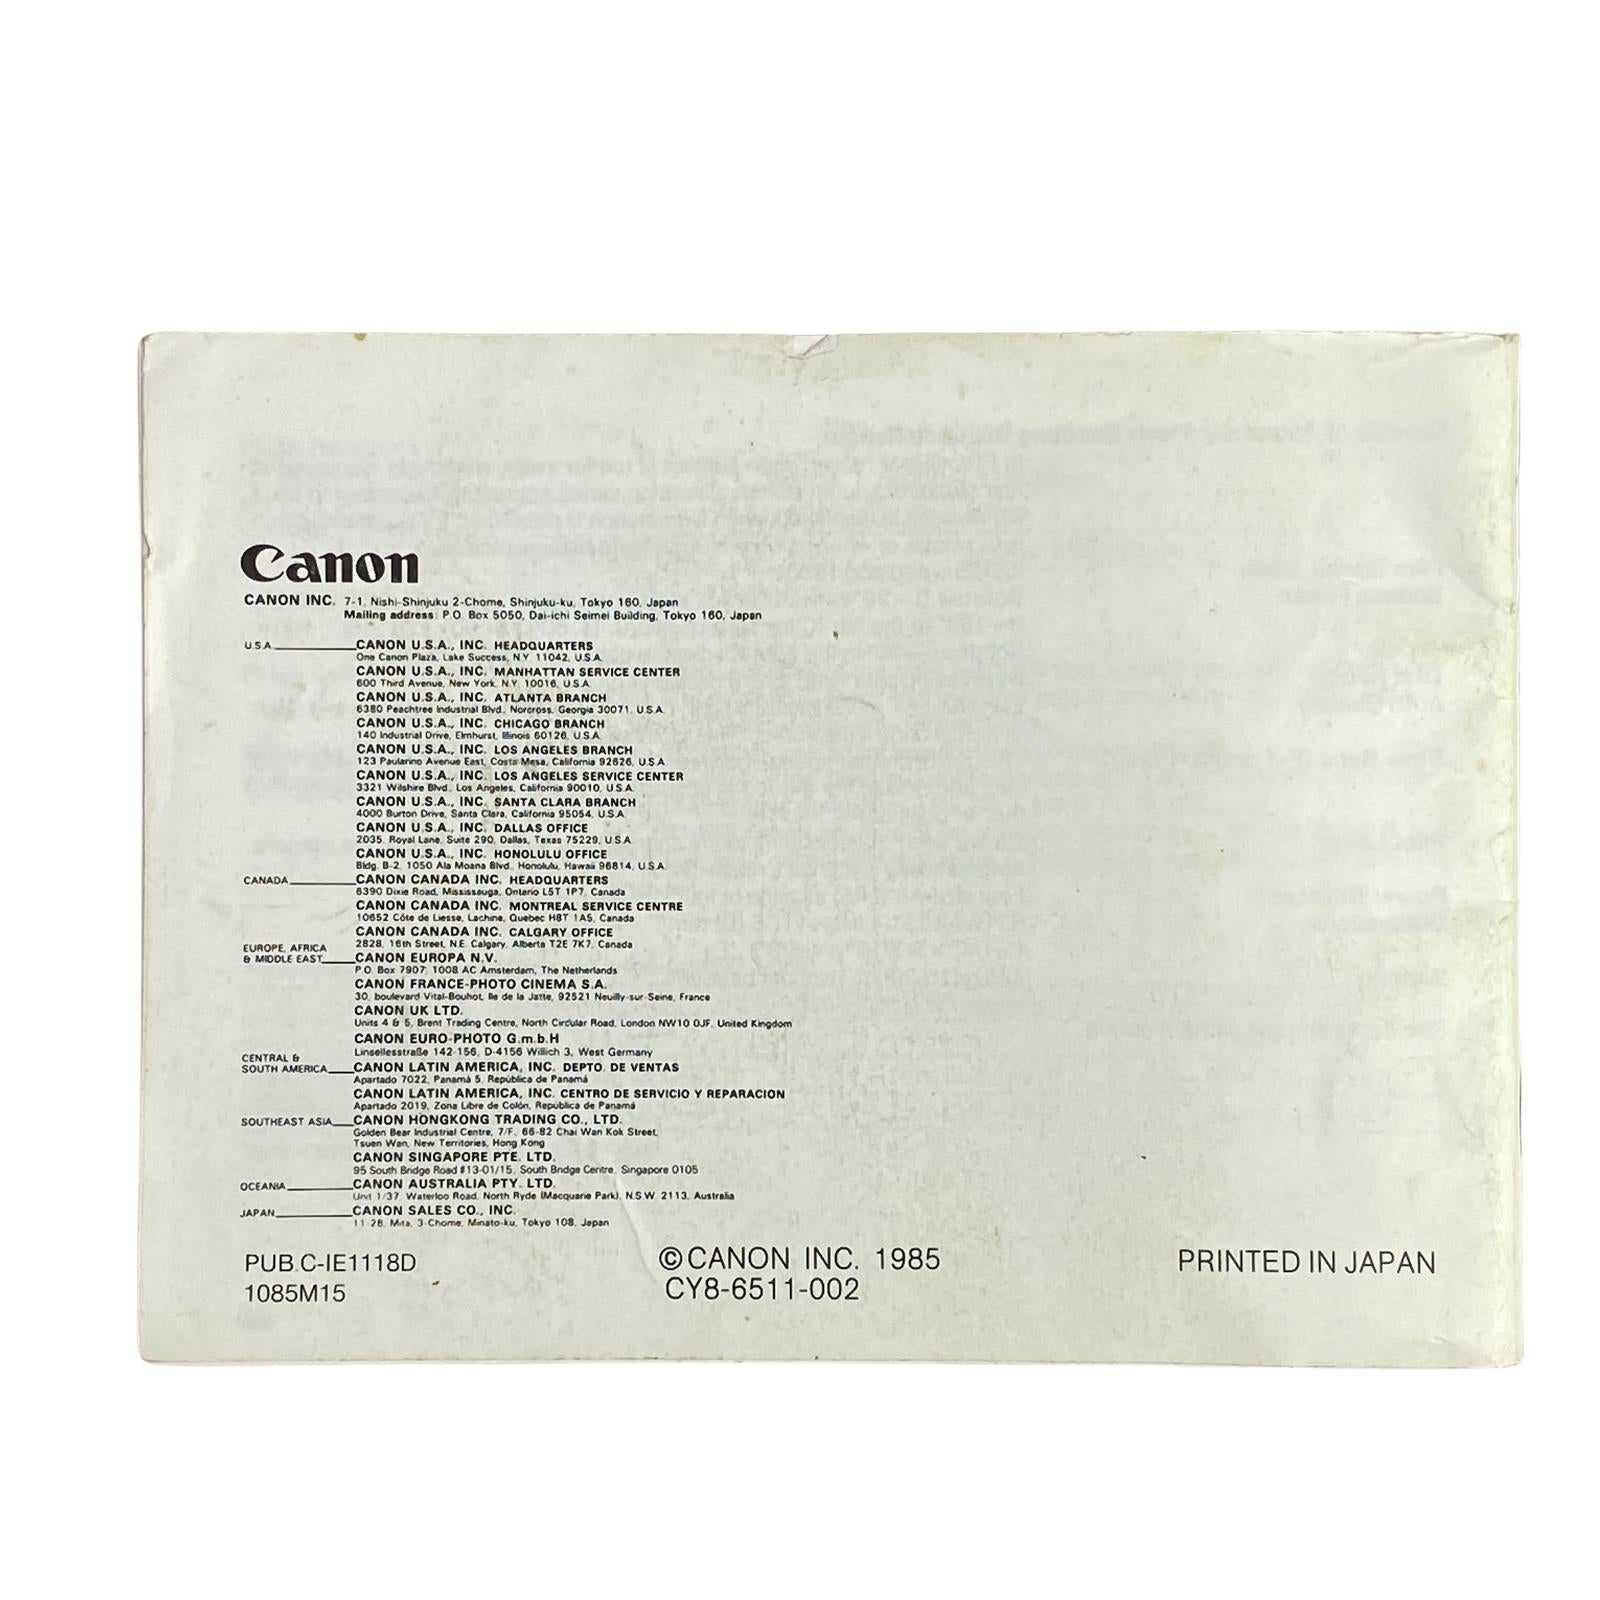 Canon
CANON INC. 7-1, Nishi-Shinjuku 2-Chome, Shinjuku-ku, Tokyo 160, Japan
Mailing address: P.O. Box 5050, Dai-ichi Seimei Building, Tokyo 160, Japan
U.S.A. CANON U.S.A., INC. HEADQUARTERS
One Canon Plaza, Lake Success, N.Y. 11042, U.S.A.
CANON U.S.A., INC. MANHATTAN SERVICE CENTER
600 Third Avenue, New York, N.Y. 10016, U.S.A.
CANON U.S.A., INC. ATLANTA BRANCH
6380 Peachtree Industrial Blvd., Norcross, Georgia 30071, U.S.A.
CANON U.S.A., INC. CHICAGO BRANCH
140 Industrial Drive, Elmhurst, Illinois 60126, U.S.A.
CANON U.S.A., INC. LOS ANGELES BRANCH
123 Paularino Avenue East, Costa Mesa, California 92626, U.S.A.
CANON U.S.A., INC. LOS ANGELES SERVICE CENTER
3321 Wilshire Blvd., Los Angeles, California 90010, U.S.A.
CANON U.S.A., INC. SANTA CLARA BRANCH
4000 Burton Drive, Santa Clara, California 95054, U.S.A.
CANON U.S.A., INC. DALLAS OFFICE
2035, Royal Lane, Suite 290, Dallas, Texas 75229, U.S.A.
CANON U.S.A., INC. HONOLULU OFFICE
Bldg. B-2, 1050 Ala Moana Blvd., Honolulu, Hawaii 96814, U.S.A.
CANADA CANON CANADA INC. HEADQUARTERS
6390 Dixie Road, Mississauga, Ontario L5T 1P7, Canada
CANON CANADA INC. MONTREAL SERVICE CENTRE
10652 Côte de Liesse, Lachine, Quebec H8T 1A5, Canada
CANON CANADA INC. CALGARY OFFICE
2828, 16th Street, N.E. Calgary, Alberta T2E 7K7, Canada
EUROPE, AFRICA
& MIDDLE EAST CANON EUROPA N.V.
P.O. Box 7907, 1008 AC Amsterdam, The Netherlands
CANON FRANCE-PHOTO CINEMA S.A.
30, boulevard Vital-Bouhot, Ile de la Jatte, 92521 Neuilly-sur-Seine, France
CANON UK LTD.
Units 4 & 5, Brent Trading Centre, North Circular Road, London NW10 0JF, United Kingdom
CANON EURO-PHOTO G.m.b.H
Linsellesstraße 142-156, D-4156 Willich 3, West Germany
CENTRAL &
SOUTH AMERICA CANON LATIN AMERICA, INC. DEPTO. DE VENTAS
Apartado 7022, Panamá 5, República de Panamá
CANON LATIN AMERICA, INC. CENTRO DE SERVICIO Y REPARACION
Apartado 2019, Zona Libre de Colón, República de Panamá
SOUTHEAST ASIA CANON HONGKONG TRADING CO., LTD.
Golden Bear Industrial Centre, 7/F., 66-82 Chai Wan Kok Street,
Tsuen Wan, New Territories, Hong Kong
CANON SINGAPORE PTE. LTD.
95 South Bridge Road #13-01/15, South Bridge Centre, Singapore 0105
OCEANIA CANON AUSTRALIA PTY. LTD.
Unit 1/37, Waterloo Road, North Ryde (Macquarie Park), N.S.W. 2113, Australia
JAPAN CANON SALES CO., INC.
11-28, Mita, 3-Chome, Minato-ku, Tokyo 108, Japan
PUB.C-IE1118D
1085M15
©CANON INC. 1985
CY8-6511-002
PRINTED IN JAPAN